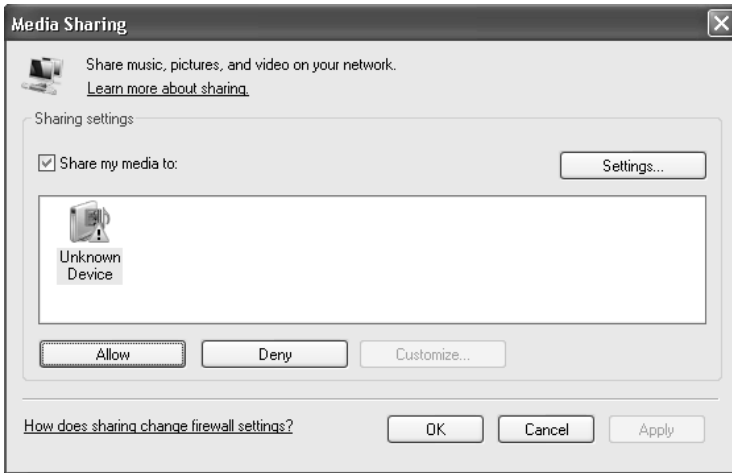 Media Sharing
Share music, pictures, and video on your network.
Learn more about sharing.
Sharing settings
Share my media to:
Settings...
Unknown
Device
Allow
Deny
Customize...
How does sharing change firewall settings?
OK
Cancel
Apply